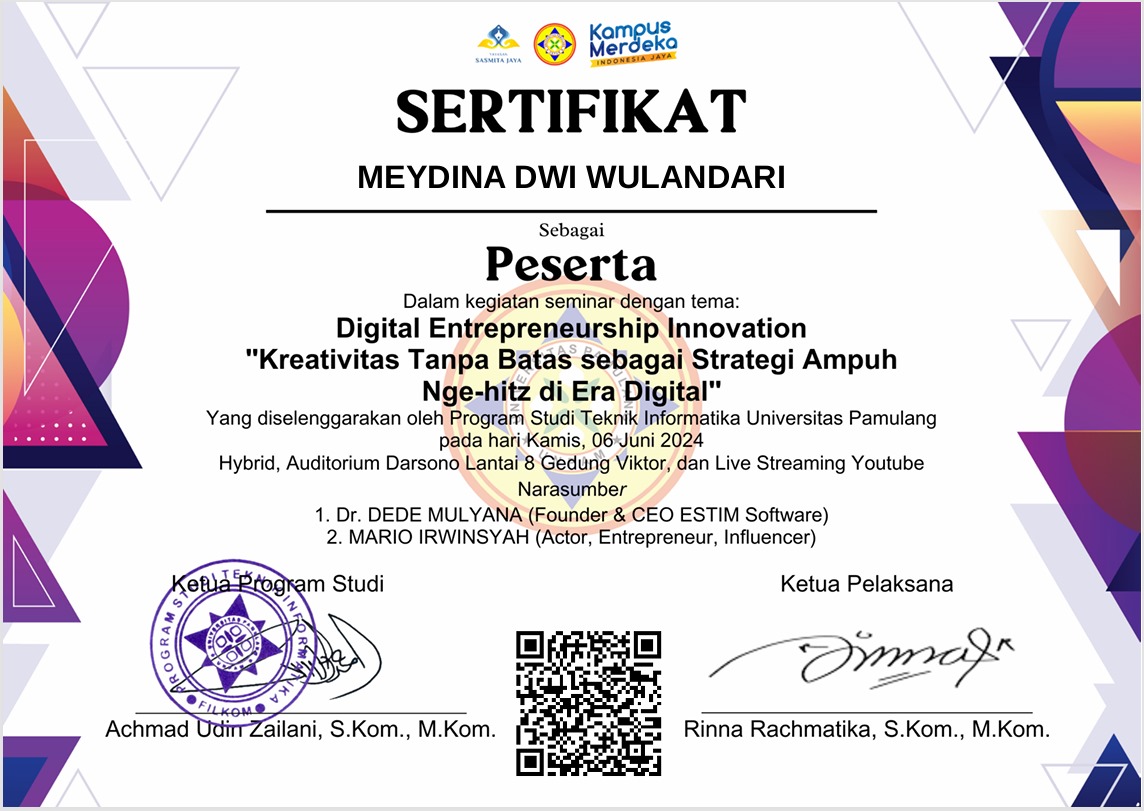 YAYASAN
SASMITA JAYA
Kampus
Merdeka
INDONESIA JAYA
SERTIFIKAT
MEYDINA DWI WULANDARI
Sebagai
Peserta
Dalam kegiatan seminar dengan tema:
Digital Entrepreneurship Innovation
"Kreativitas Tanpa Batas sebagai Strategi Ampuh
Nge-hitz di Era Digital"
Yang diselenggarakan oleh Program Studi Teknik Informatika Universitas Pamulang
pada hari Kamis, 06 Juni 2024
Hybrid, Auditorium Darsono Lantai 8 Gedung Viktor, dan Live Streaming Youtube
Narasumber
1. Dr. DEDE MULYANA (Founder & CEO ESTIM Software)
2. MARIO IRWINSYAH (Actor, Entrepreneur, Influencer)
UNIVERSITAS PAMULANG
Ketua Program Studi
Ketua Pelaksana
PROGRAM STUDI TEKNIK INFORMATIKA
UNIVERSITAS PAMULANG
FILKOM
Achmad Udin Zailani, S.Kom., M.Kom.
Rinna Rachmatika, S.Kom., M.Kom.